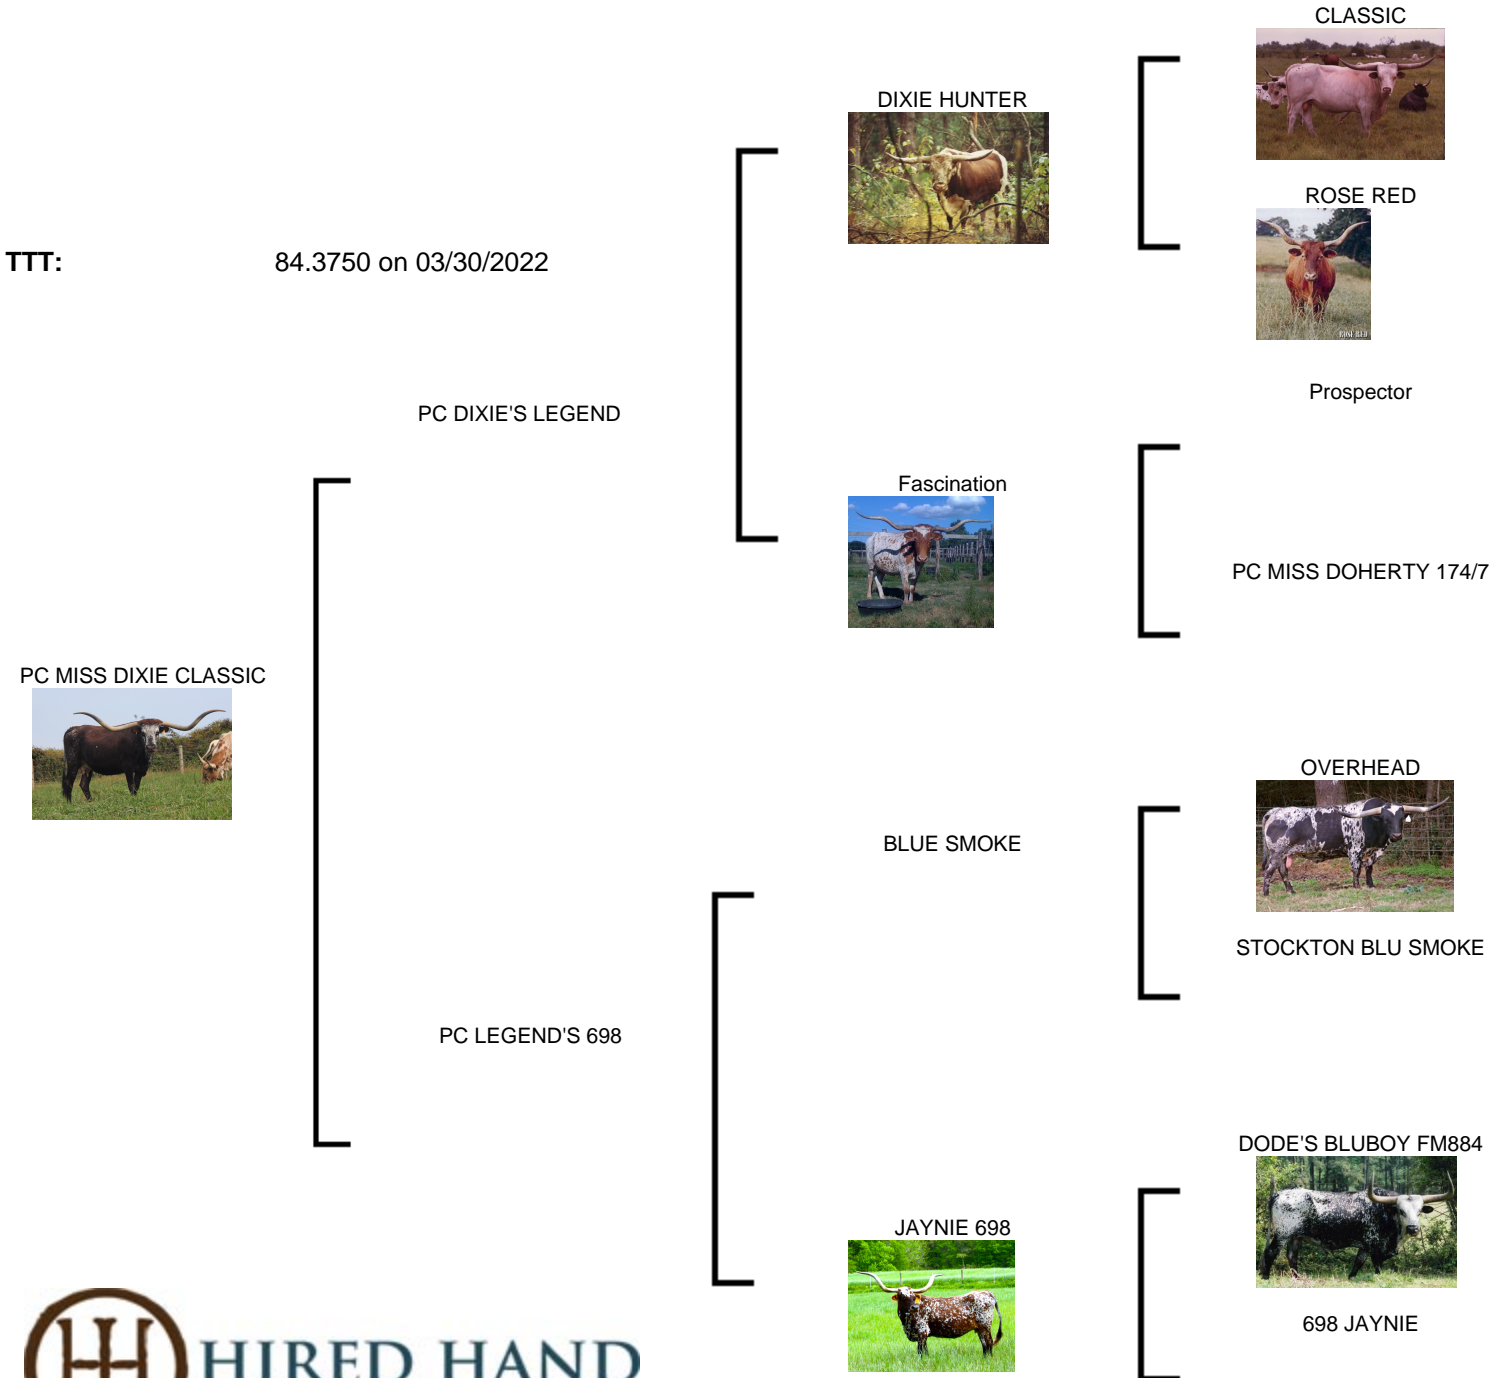 CLASSIC
DIXIE HUNTER
ROSE RED
TTT: 84.3750 on 03/30/2022
ROSE RED
Prospector
PC DIXIE'S LEGEND
Fascination
PC MISS DOHERTY 174/7
PC MISS DIXIE CLASSIC
OVERHEAD
BLUE SMOKE
STOCKTON BLU SMOKE
PC LEGEND'S 698
DODE'S BLUBOY FM884
JAYNIE 698
698 JAYNIE
HIRED HAND